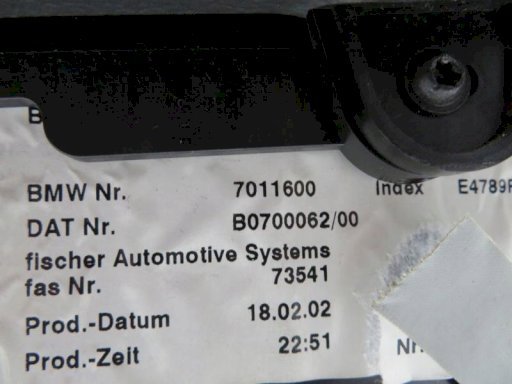 B
BMW Nr. 7011600 Index E4789
DAT Nr. B0700062/00
fischer Automotive Systems
fas Nr. 73541
Prod.-Datum 18.02.02
Prod.-Zeit 22:51 Nr.